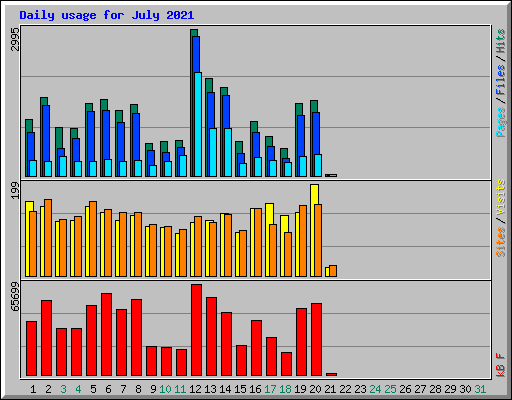 Daily usage for July 2021
2995
Pages / Files / Hits
199
Sites / Visits
65699
kB F
1 2 3 4 5 6 7 8 9 10 11 12 13 14 15 16 17 18 19 20 21 22 23 24 25 26 27 28 29 30 31